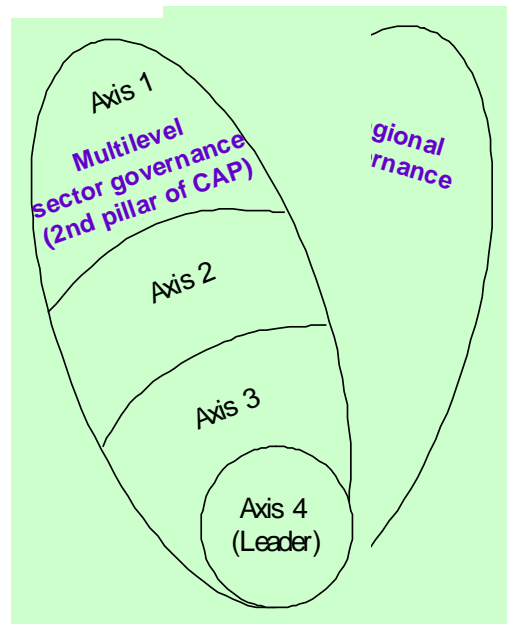 Axis 1
Multilevel
sector governance
(2nd pillar of CAP)
gional
rnance
Axis 2
Axis 3
Axis 4
(Leader)